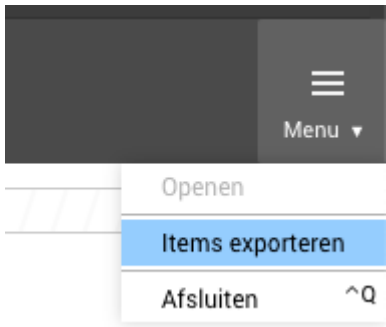 Menu ▾
Openen
Items exporteren
Afsluiten ^Q